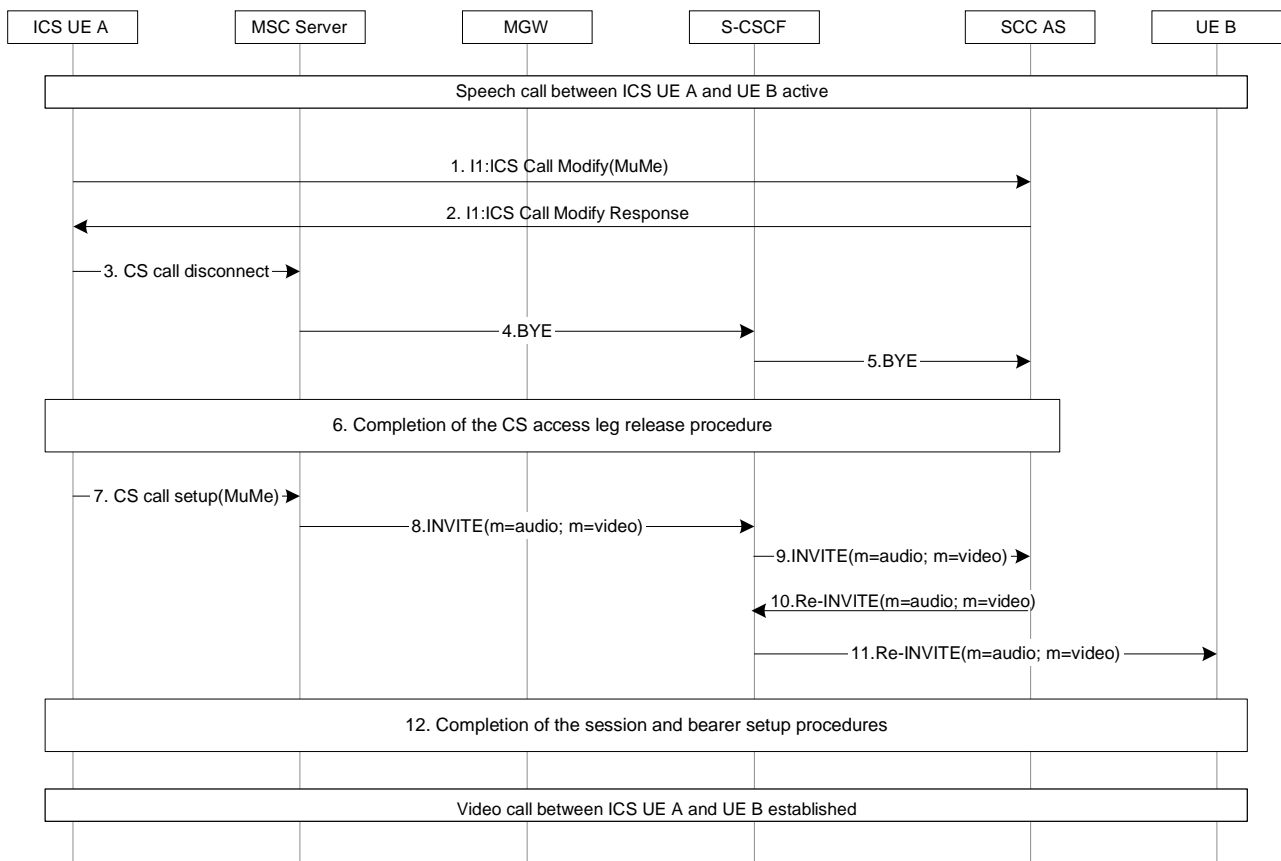 ICS UE A
MSC Server
MGW
S-CSCF
SCC AS
UE B
Speech call between ICS UE A and UE B active
1. I1:ICS Call Modify(MuMe)
2. I1:ICS Call Modify Response
3. CS call disconnect
4.BYE
5.BYE
6. Completion of the CS access leg release procedure
7. CS call setup(MuMe)
8.INVITE(m=audio; m=video)
9.INVITE(m=audio; m=video)
10.Re-INVITE(m=audio; m=video)
11.Re-INVITE(m=audio; m=video)
12. Completion of the session and bearer setup procedures
Video call between ICS UE A and UE B established